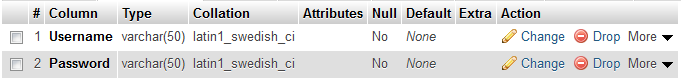 # Column Type Collation Attributes Null Default Extra Action
1 Username varchar(50) latin1_swedish_ci No None Change Drop More
2 Password varchar(50) latin1_swedish_ci No None Change Drop More